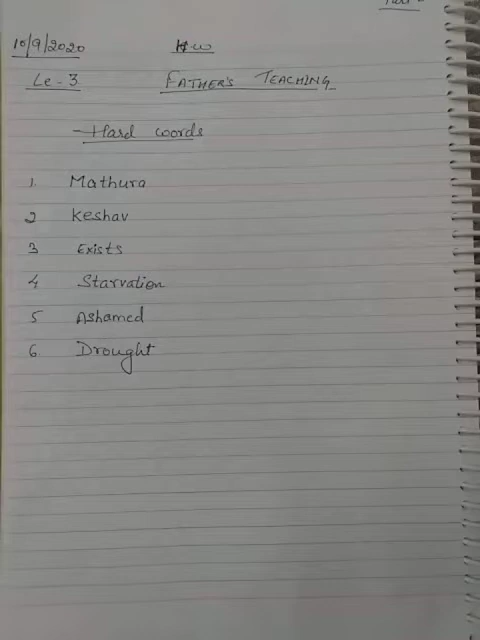 10/9/2020 HW
Le - 3 FATHER'S TEACHING
Hard words
1. Mathura
2 Keshav
3 Exists
4 Starvation
5 Ashamed
6. Drought